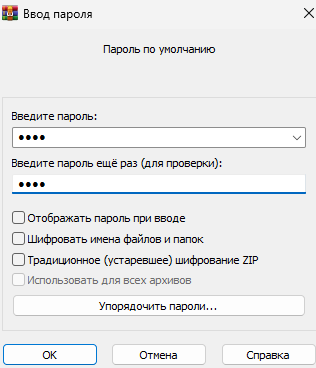 Ввод пароля
Пароль по умолчанию
Введите пароль:
••••
Введите пароль ещё раз (для проверки):
••••
Отображать пароль при вводе
Шифровать имена файлов и папок
Традиционное (устаревшее) шифрование ZIP
Использовать для всех архивов
Упорядочить пароли...
ОК
Отмена
Справка